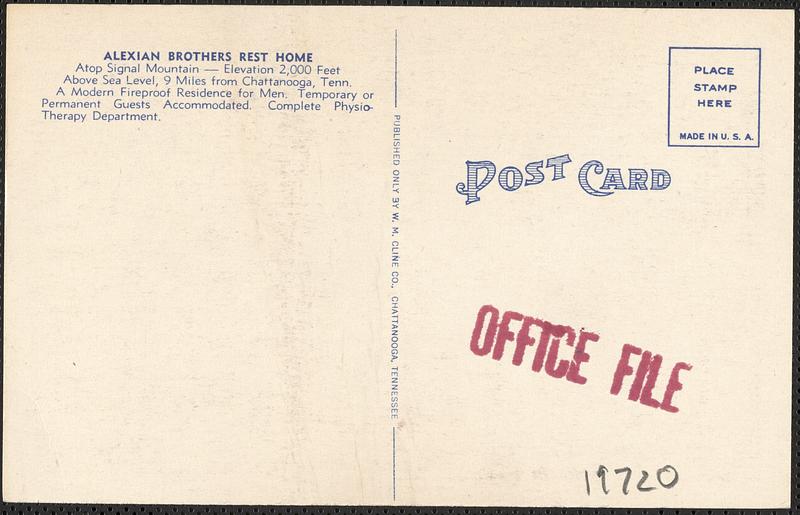 ALEXIAN BROTHERS REST HOME
Atop Signal Mountain — Elevation 2,000 Feet
Above Sea Level, 9 Miles from Chattanooga, Tenn.
A Modern Fireproof Residence for Men. Temporary or
Permanent Guests Accommodated. Complete Physio-
Therapy Department.
PUBLISHED ONLY BY W. M. CLINE CO., CHATTANOOGA, TENNESSEE
PLACE
STAMP
HERE
MADE IN U. S. A.
POST CARD
OFFICE FILE
19720